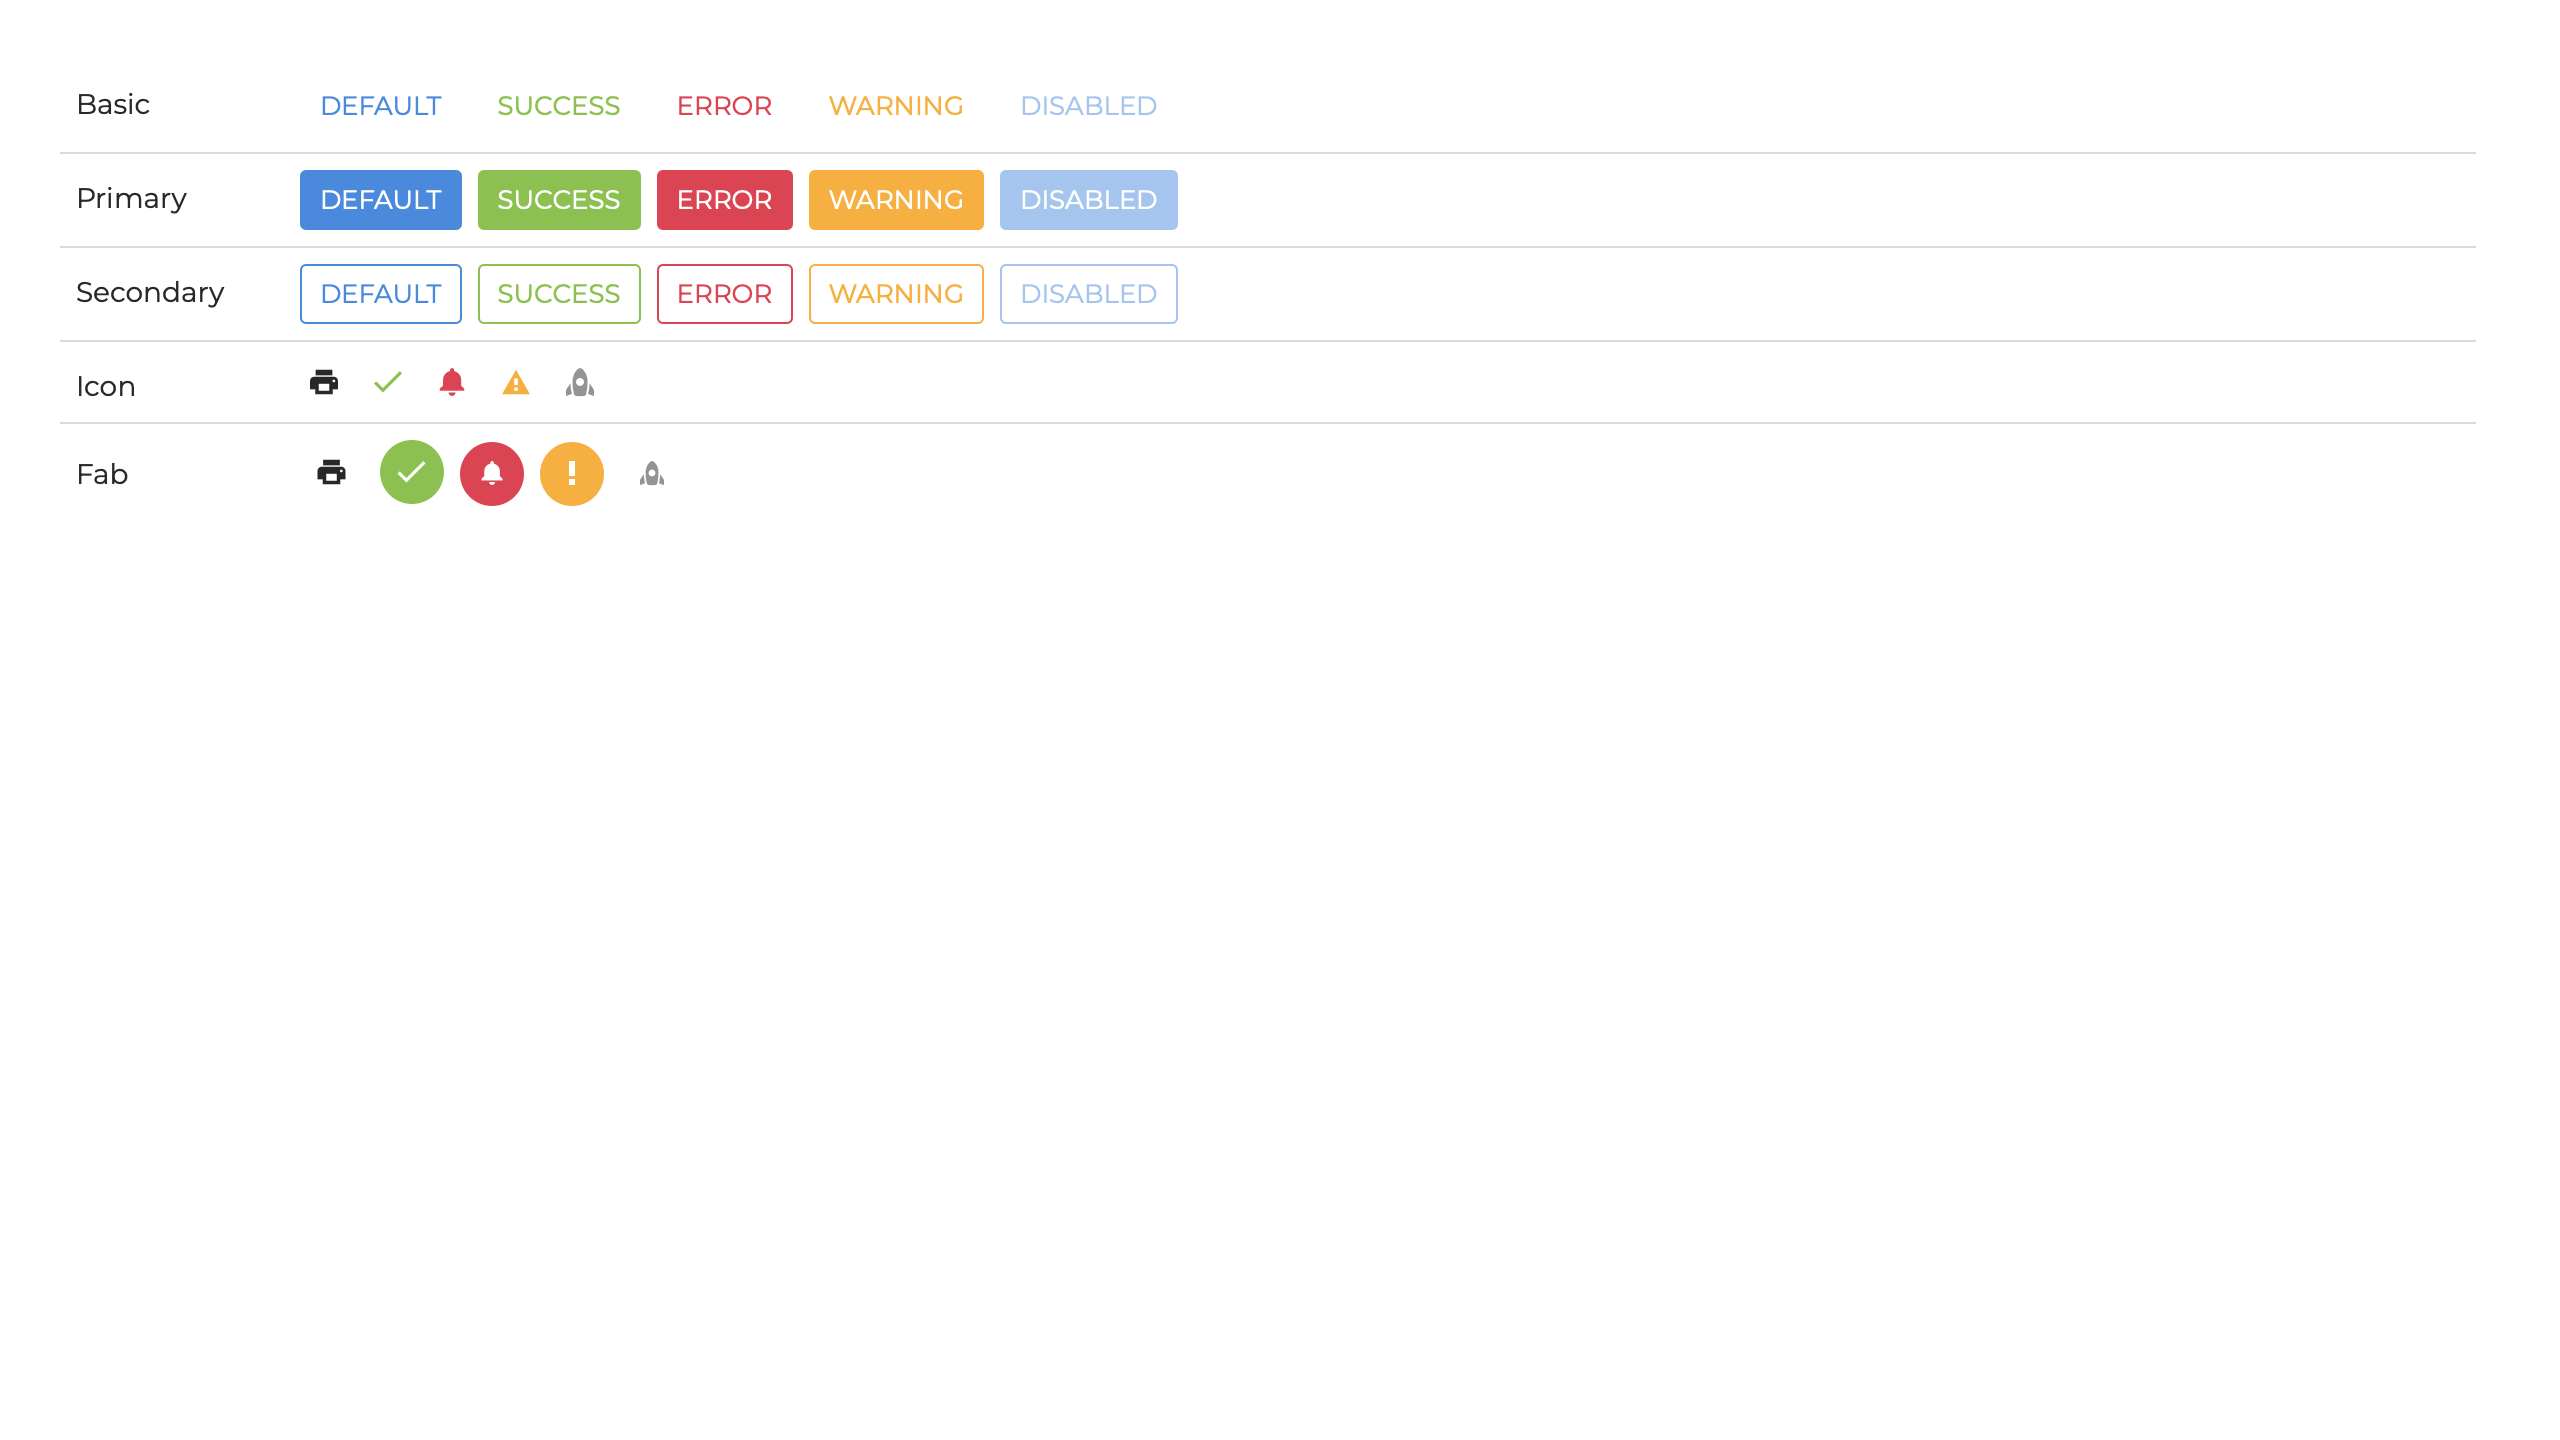 Basic DEFAULT SUCCESS ERROR WARNING DISABLED
Primary DEFAULT SUCCESS ERROR WARNING DISABLED
Secondary DEFAULT SUCCESS ERROR WARNING DISABLED
Icon
Fab